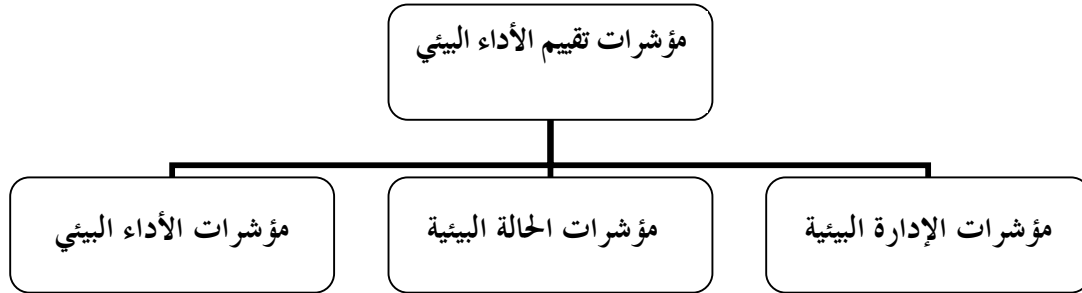 مؤشرات تقييم الأداء البيئي
مؤشرات الإدارة البيئية
مؤشرات الحالة البيئية
مؤشرات الأداء البيئي